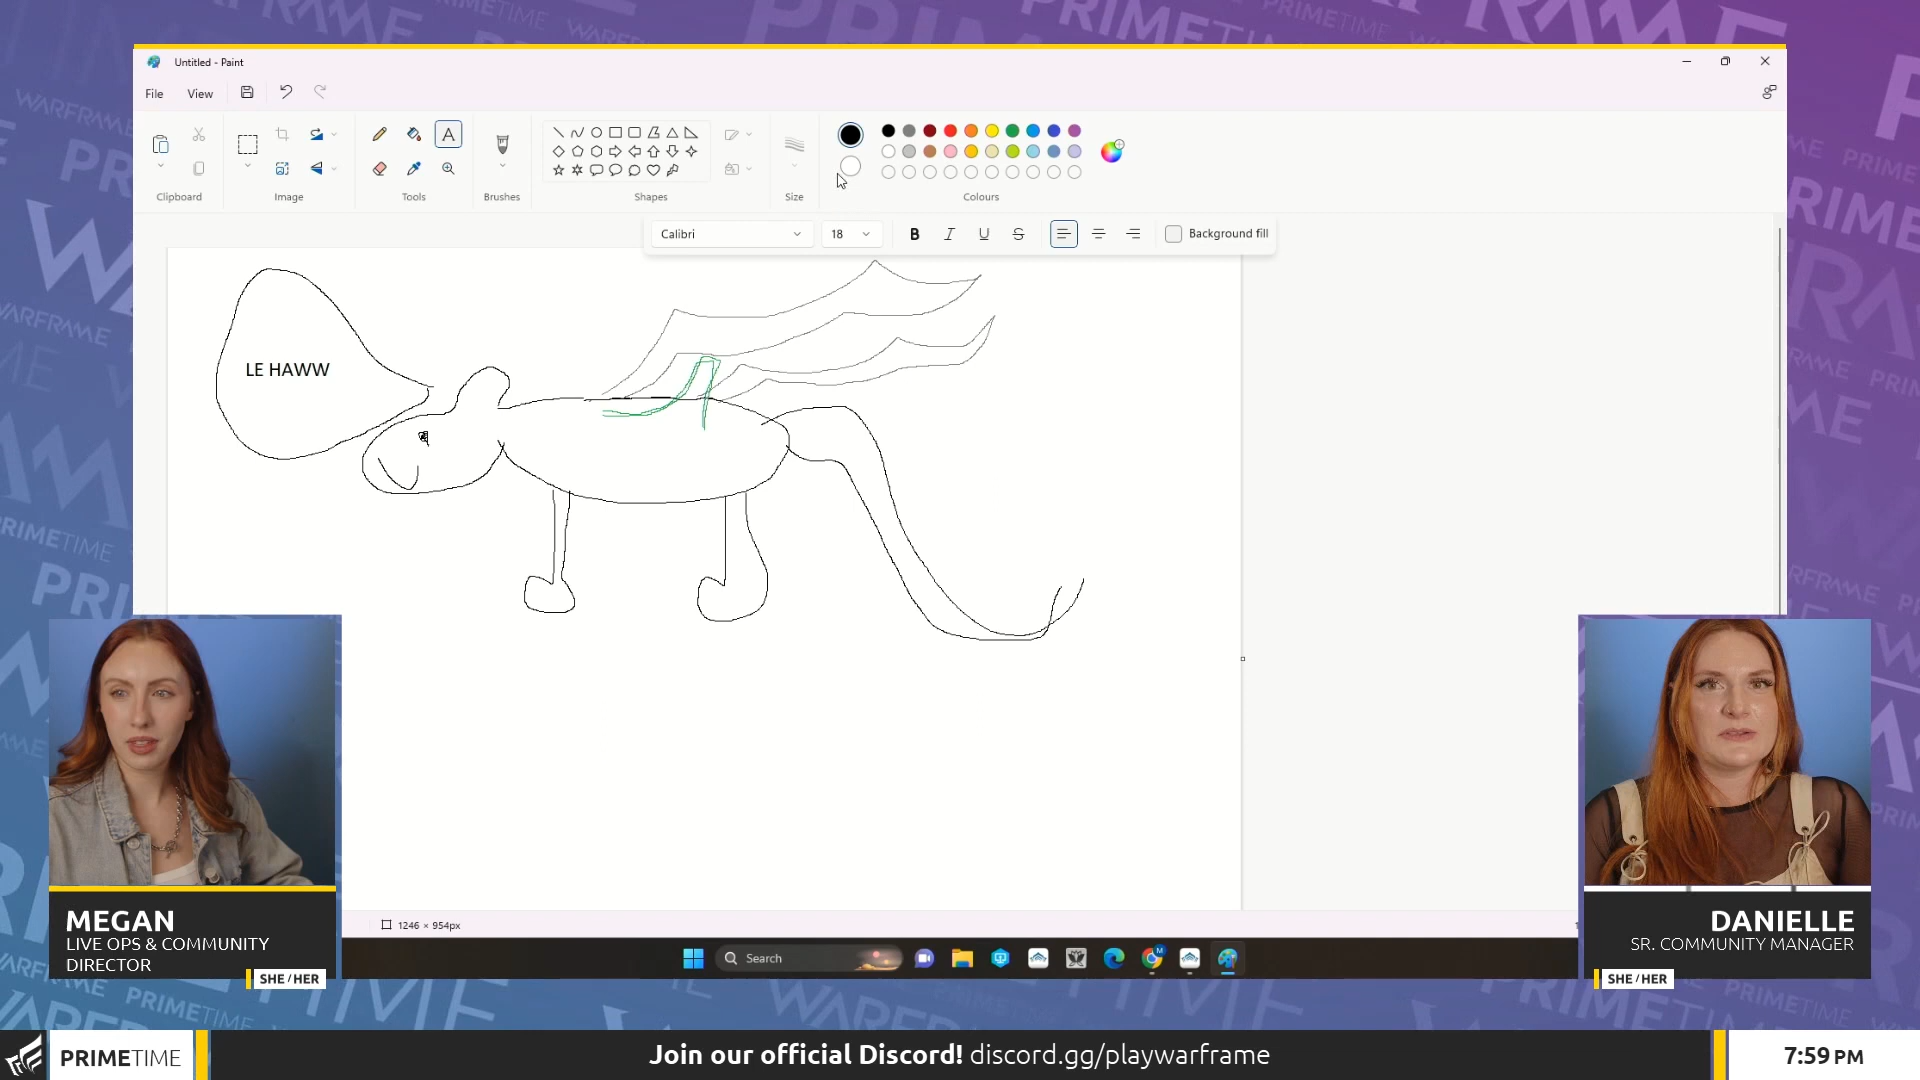 Untitled - Paint
File View
Clipboard
Image
Tools
Brushes
Shapes
Size
Colours
Calibri
18
B I U S
Background fill
LE HAWW
1246 × 954px
Search
MEGAN
LIVE OPS & COMMUNITY
DIRECTOR
SHE/HER
DANIELLE
SR. COMMUNITY MANAGER
SHE/HER
PRIMETIME
Join our official Discord! discord.gg/playwarframe
7:59 PM